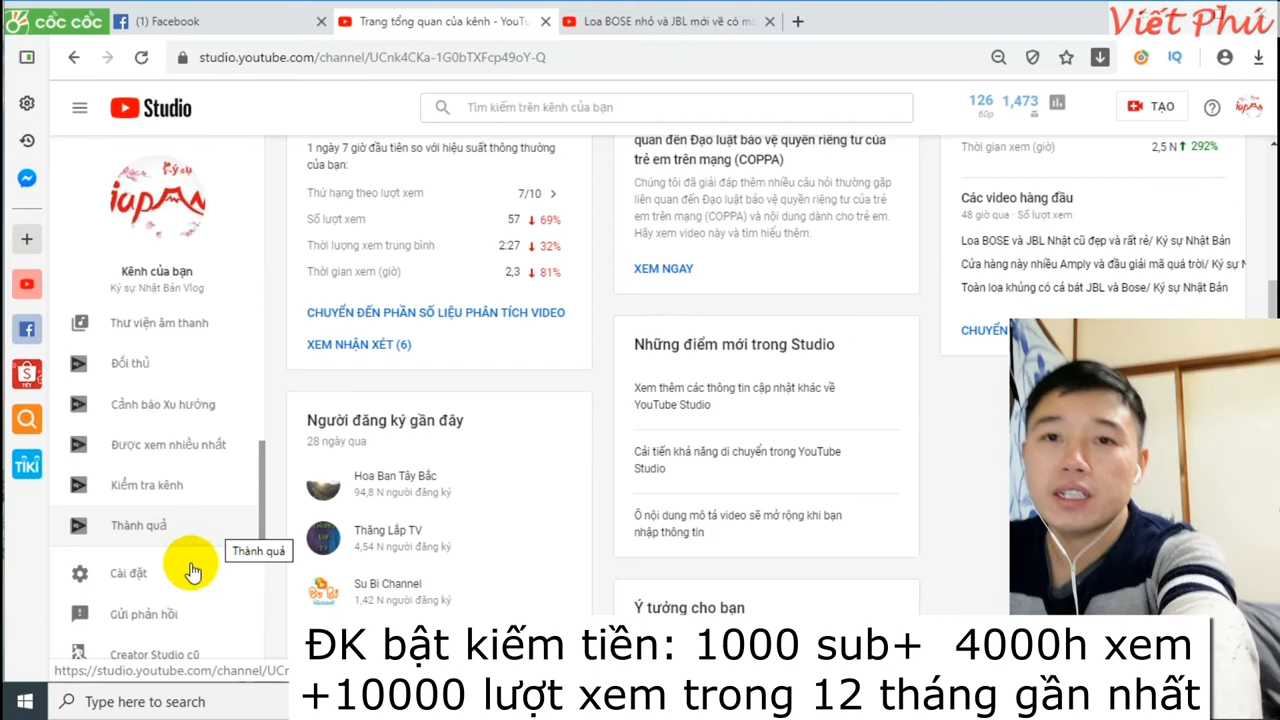 cốc cốc
(1) Facebook
Trang tổng quan của kênh - YouTu
Loa BOSE nhỏ và JBL mới về có mà
Viết Phú
studio.youtube.com/channel/UCnk4CKa-1G0bTXFcp49oY-Q
IQ
Studio
Tìm kiếm trên kênh của bạn
126
60p
1,473
TẠO
Kênh của bạn
Ký sự Nhật Bản Vlog
Thư viện âm thanh
Đối thủ
Cảnh báo Xu hướng
Được xem nhiều nhất
Kiểm tra kênh
Thành quả
Thành quả
Cài đặt
Gửi phản hồi
Creator Studio cũ
https://studio.youtube.com/channel/UCn
TIKI
1 ngày 7 giờ đầu tiên so với hiệu suất thông thường
của bạn:
Thứ hạng theo lượt xem 7/10
Số lượt xem 57 69%
Thời lượng xem trung bình 2:27 32%
Thời gian xem (giờ) 2,3 81%
CHUYỂN ĐẾN PHẦN SỐ LIỆU PHÂN TÍCH VIDEO
XEM NHẬN XÉT (6)
Người đăng ký gần đây
28 ngày qua
Hoa Ban Tây Bắc
94,8 N người đăng ký
Thăng Lắp TV
4,54 N người đăng ký
Su Bi Channel
1,42 N người đăng ký
quan đến Đạo luật bảo vệ quyền riêng tư của
trẻ em trên mạng (COPPA)
Chúng tôi đã giải đáp thêm nhiều câu hỏi thường gặp
liên quan đến Đạo luật bảo vệ quyền riêng tư của trẻ
em trên mạng (COPPA) và nội dung dành cho trẻ em.
Hãy xem video này và tìm hiểu thêm.
XEM NGAY
Những điểm mới trong Studio
Xem thêm các thông tin cập nhật khác về
YouTube Studio
Cải tiến khả năng di chuyển trong YouTube
Studio
Ô nội dung mô tả video sẽ mở rộng khi bạn
nhập thông tin
Ý tưởng cho bạn
Thời gian xem (giờ) 2,5 N 292%
Các video hàng đầu
48 giờ qua · Số lượt xem
Loa BOSE và JBL Nhật cũ đẹp và rất rẻ/ Ký sự Nhật Bản
Cửa hàng này nhiều Amply và đầu giải mã quá trời/ Ký sự N
Toàn loa khủng có cả bát JBL và Bose/ Ký sự Nhật Bản
CHUYỂN
Type here to search
ĐK bật kiếm tiền: 1000 sub+ 4000h xem
+10000 lượt xem trong 12 tháng gần nhất